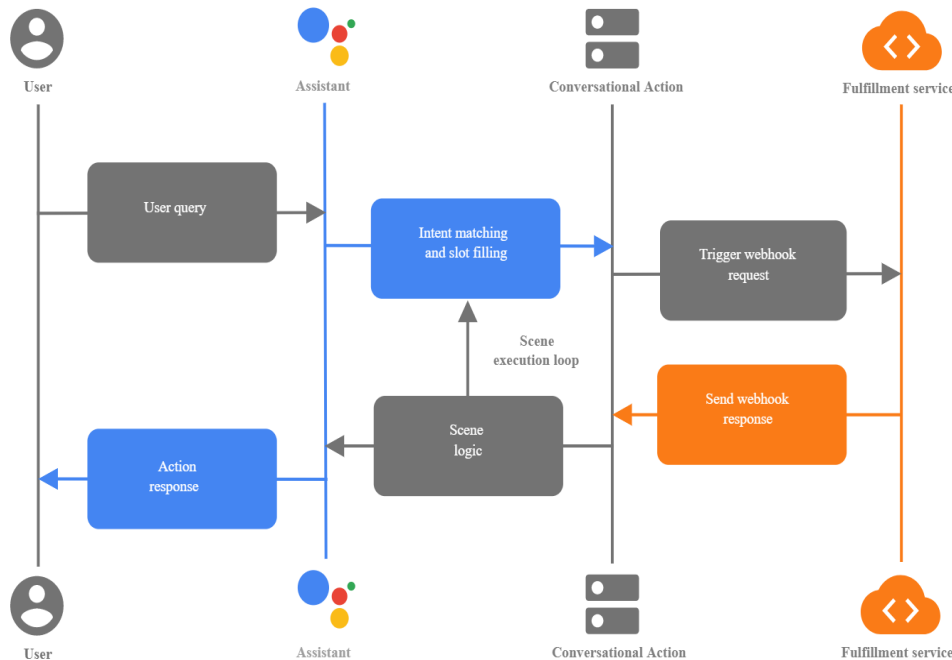 User
Assistant
Conversational Action
Fulfillment service
User query
Intent matching
and slot filling
Trigger webhook
request
Scene
execution loop
Send webhook
response
Scene
logic
Action
response
User
Assistant
Conversational Action
Fulfillment service